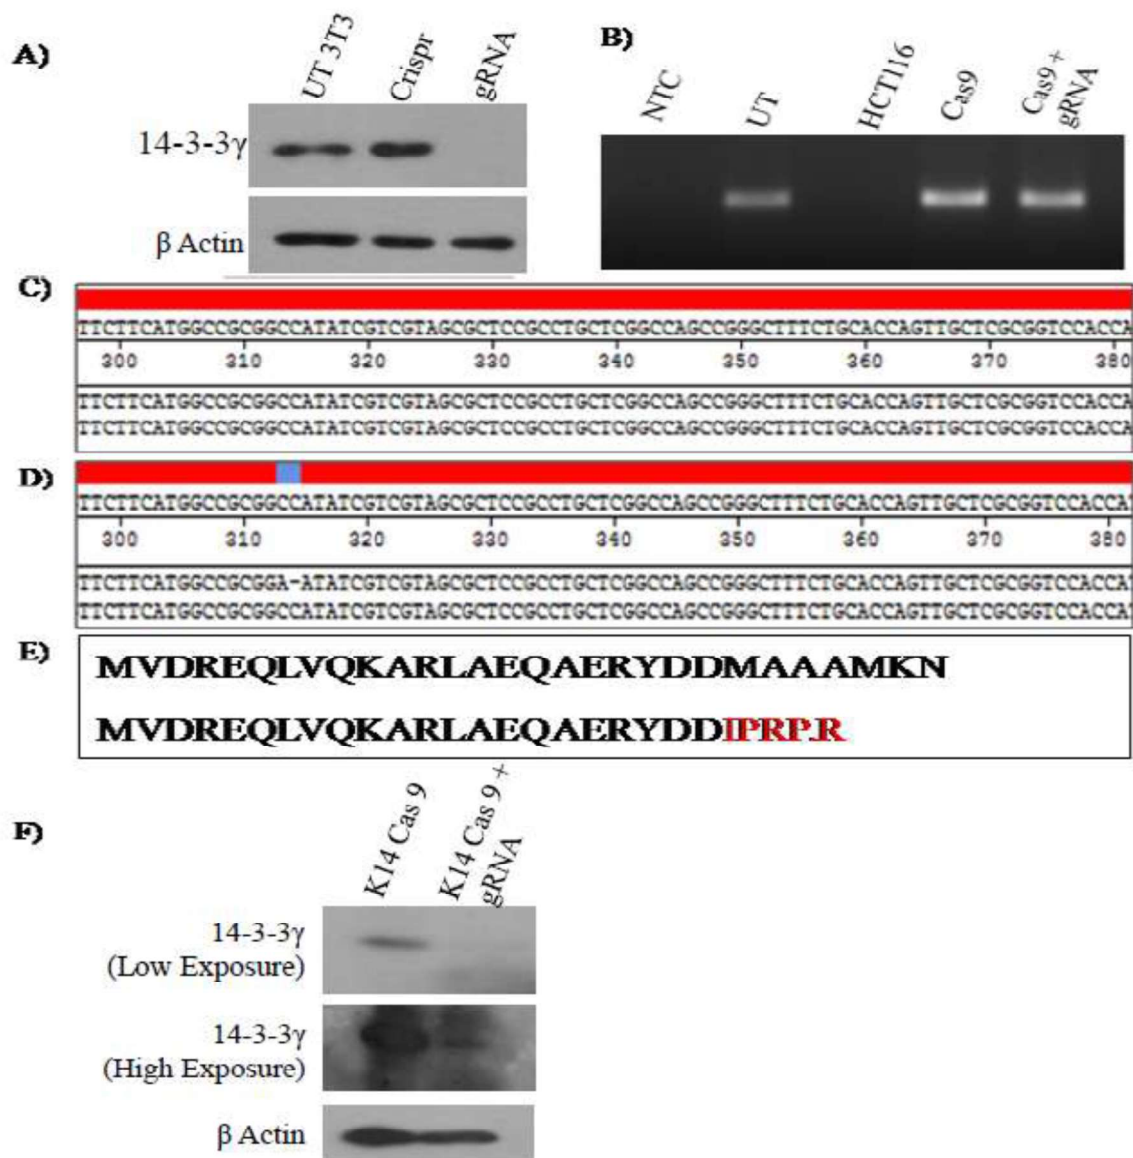 A)
UT 3T3 Crispr gRNA
14-3-3γ
β Actin
B)
NTC UT HCT116 Cas9 Cas9 + gRNA
C)
TTCTTCATGGCCGCGGCCATATCGTCGTAGCGCTCCGCCTGCTCGGCCAGCCGGGCTTTCTGCACCAGTTGCTCGCGGTCCACCA
300 310 320 330 340 350 360 370 380
TTCTTCATGGCCGCGGCCATATCGTCGTAGCGCTCCGCCTGCTCGGCCAGCCGGGCTTTCTGCACCAGTTGCTCGCGGTCCACCA
TTCTTCATGGCCGCGGCCATATCGTCGTAGCGCTCCGCCTGCTCGGCCAGCCGGGCTTTCTGCACCAGTTGCTCGCGGTCCACCA
D)
TTCTTCATGGCCGCGGCCATATCGTCGTAGCGCTCCGCCTGCTCGGCCAGCCGGGCTTTCTGCACCAGTTGCTCGCGGTCCACCA
300 310 320 330 340 350 360 370 380
TTCTTCATGGCCGCGGA-ATATCGTCGTAGCGCTCCGCCTGCTCGGCCAGCCGGGCTTTCTGCACCAGTTGCTCGCGGTCCACCA
TTCTTCATGGCCGCGGCCATATCGTCGTAGCGCTCCGCCTGCTCGGCCAGCCGGGCTTTCTGCACCAGTTGCTCGCGGTCCACCA
E)
MVDREQLVQKARLAEQAERYDDMAAAMKN
MVDREQLVQKARLAEQAERYDDIPRP.R
F)
K14 Cas 9 K14 Cas 9 + gRNA
14-3-3γ
(Low Exposure)
14-3-3γ
(High Exposure)
β Actin